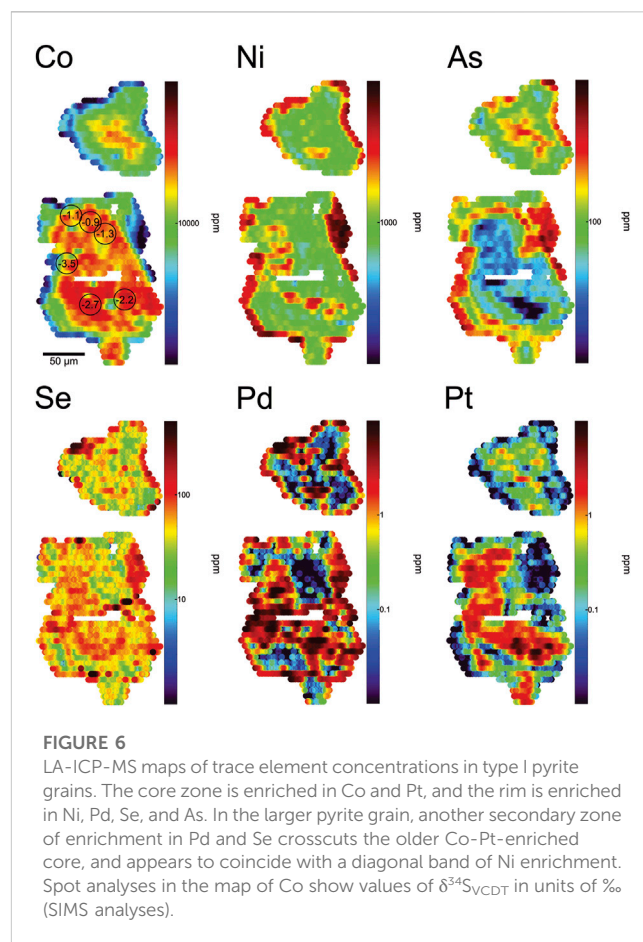 Co Ni As
10000 ppm 1000 ppm 100 ppm
-1.1 -0.9 -1.3
-3.5
-2.7 -2.2
50 µm
Se Pd Pt
100 ppm 1 ppm 1 ppm
10 0.1 0.1
FIGURE 6
LA-ICP-MS maps of trace element concentrations in type I pyrite
grains. The core zone is enriched in Co and Pt, and the rim is enriched
in Ni, Pd, Se, and As. In the larger pyrite grain, another secondary zone
of enrichment in Pd and Se crosscuts the older Co-Pt-enriched
core, and appears to coincide with a diagonal band of Ni enrichment.
Spot analyses in the map of Co show values of δ³⁴S_VCDT in units of ‰
(SIMS analyses).